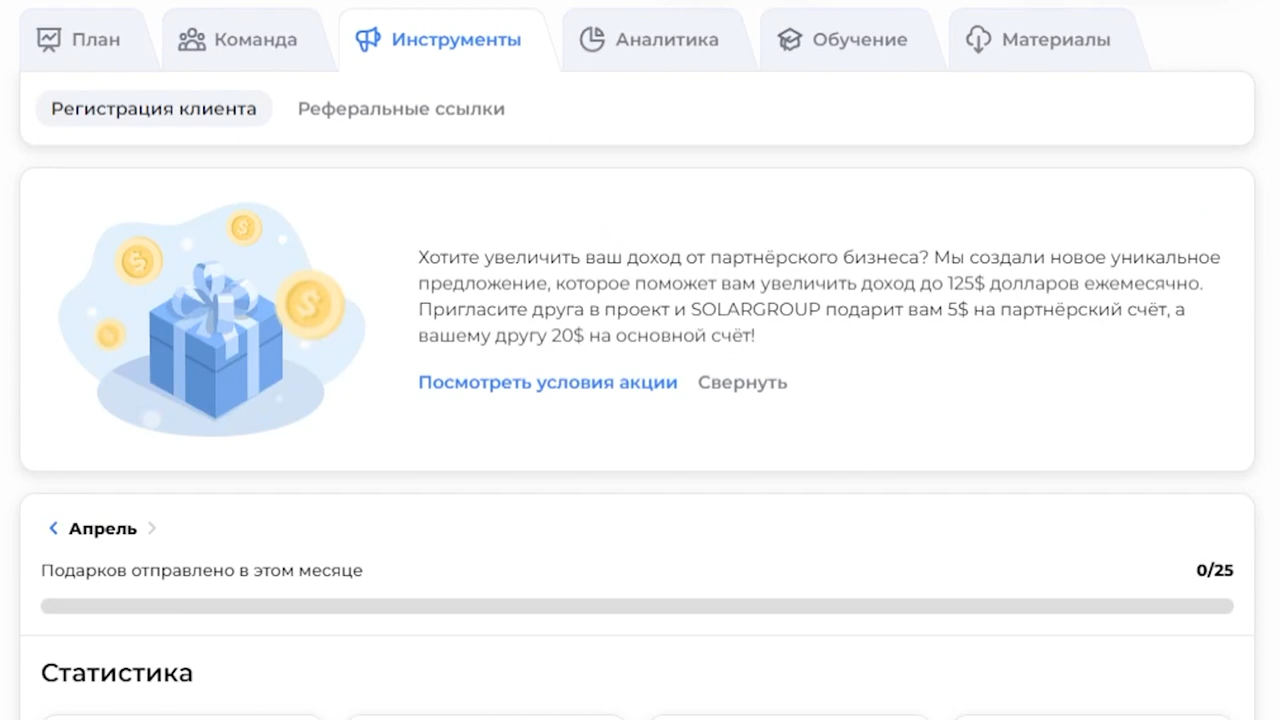 План
Команда
Инструменты
Аналитика
Обучение
Материалы
Регистрация клиента
Реферальные ссылки
Хотите увеличить ваш доход от партнёрского бизнеса? Мы создали новое уникальное
предложение, которое поможет вам увеличить доход до 125$ долларов ежемесячно.
Пригласите друга в проект и SOLARGROUP подарит вам 5$ на партнёрский счёт, а
вашему другу 20$ на основной счёт!
Посмотреть условия акции
Свернуть
Апрель
Подарков отправлено в этом месяце
0/25
Статистика